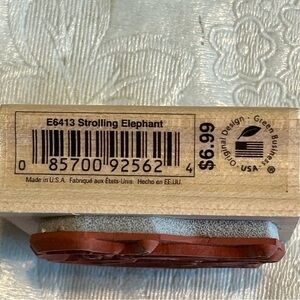 E6413 Strolling Elephant
0 85700 92562 4
Made in U.S.A. Fabriqué aux États-Unis Hecho en EE.UU.
$6.99
Original Design · Green Business ·
USA
®